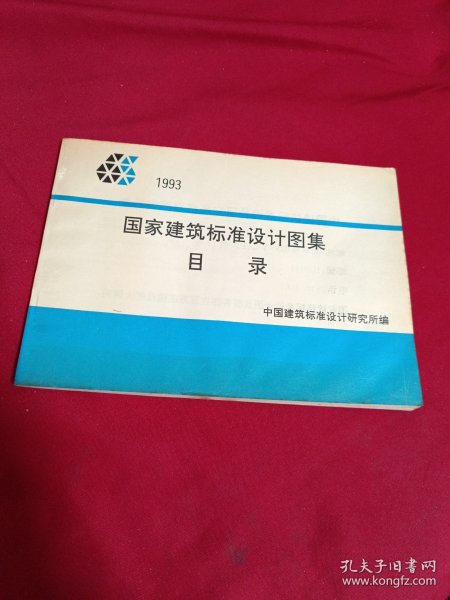 1993
国家建筑标准设计图集
目 录
中国建筑标准设计研究所编
孔夫子旧书网
www.kongfz.com